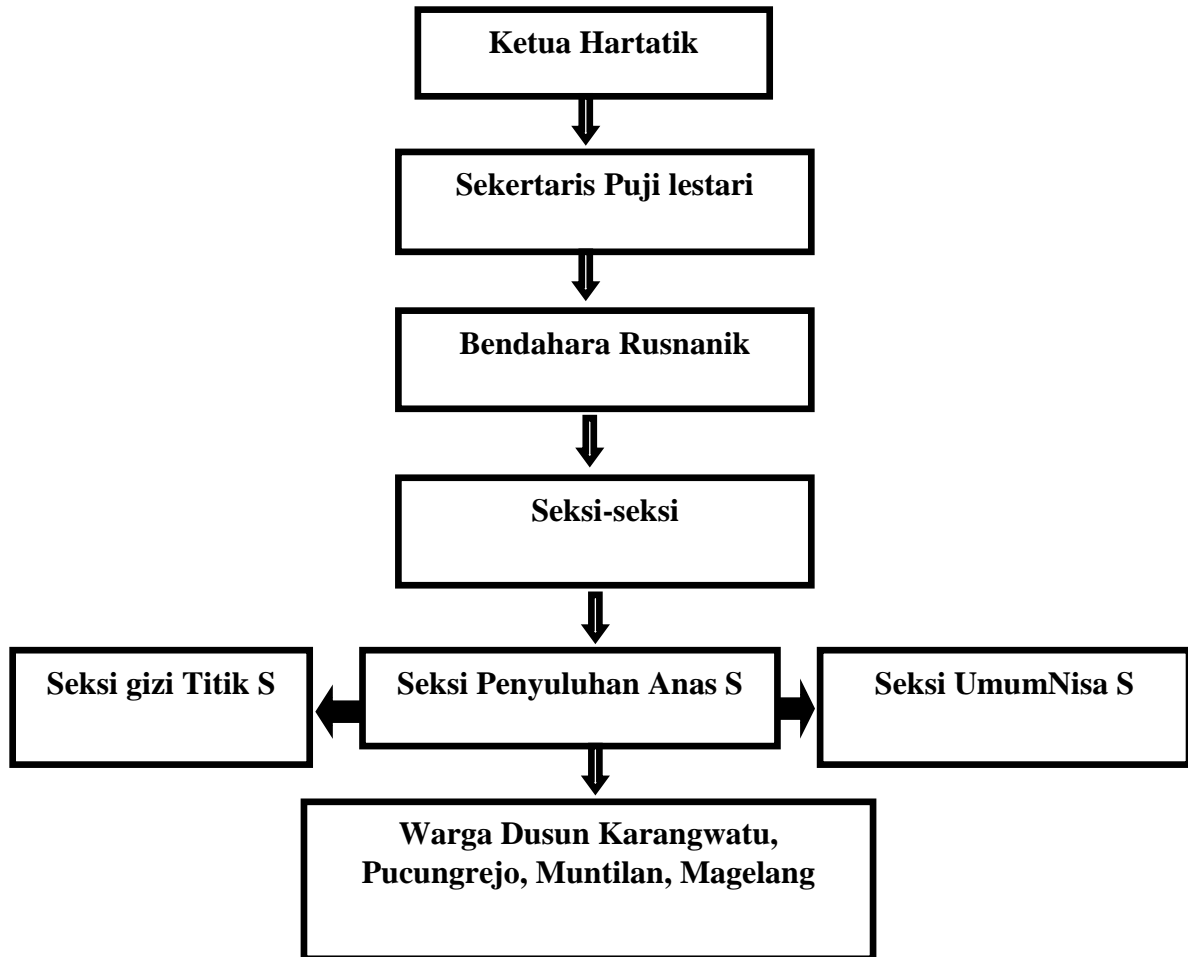 Ketua Hartatik
Sekertaris Puji lestari
Bendahara Rusnanik
Seksi-seksi
Seksi gizi Titik S
Seksi Penyuluhan Anas S
Seksi UmumNisa S
Warga Dusun Karangwatu,
Pucungrejo, Muntilan, Magelang